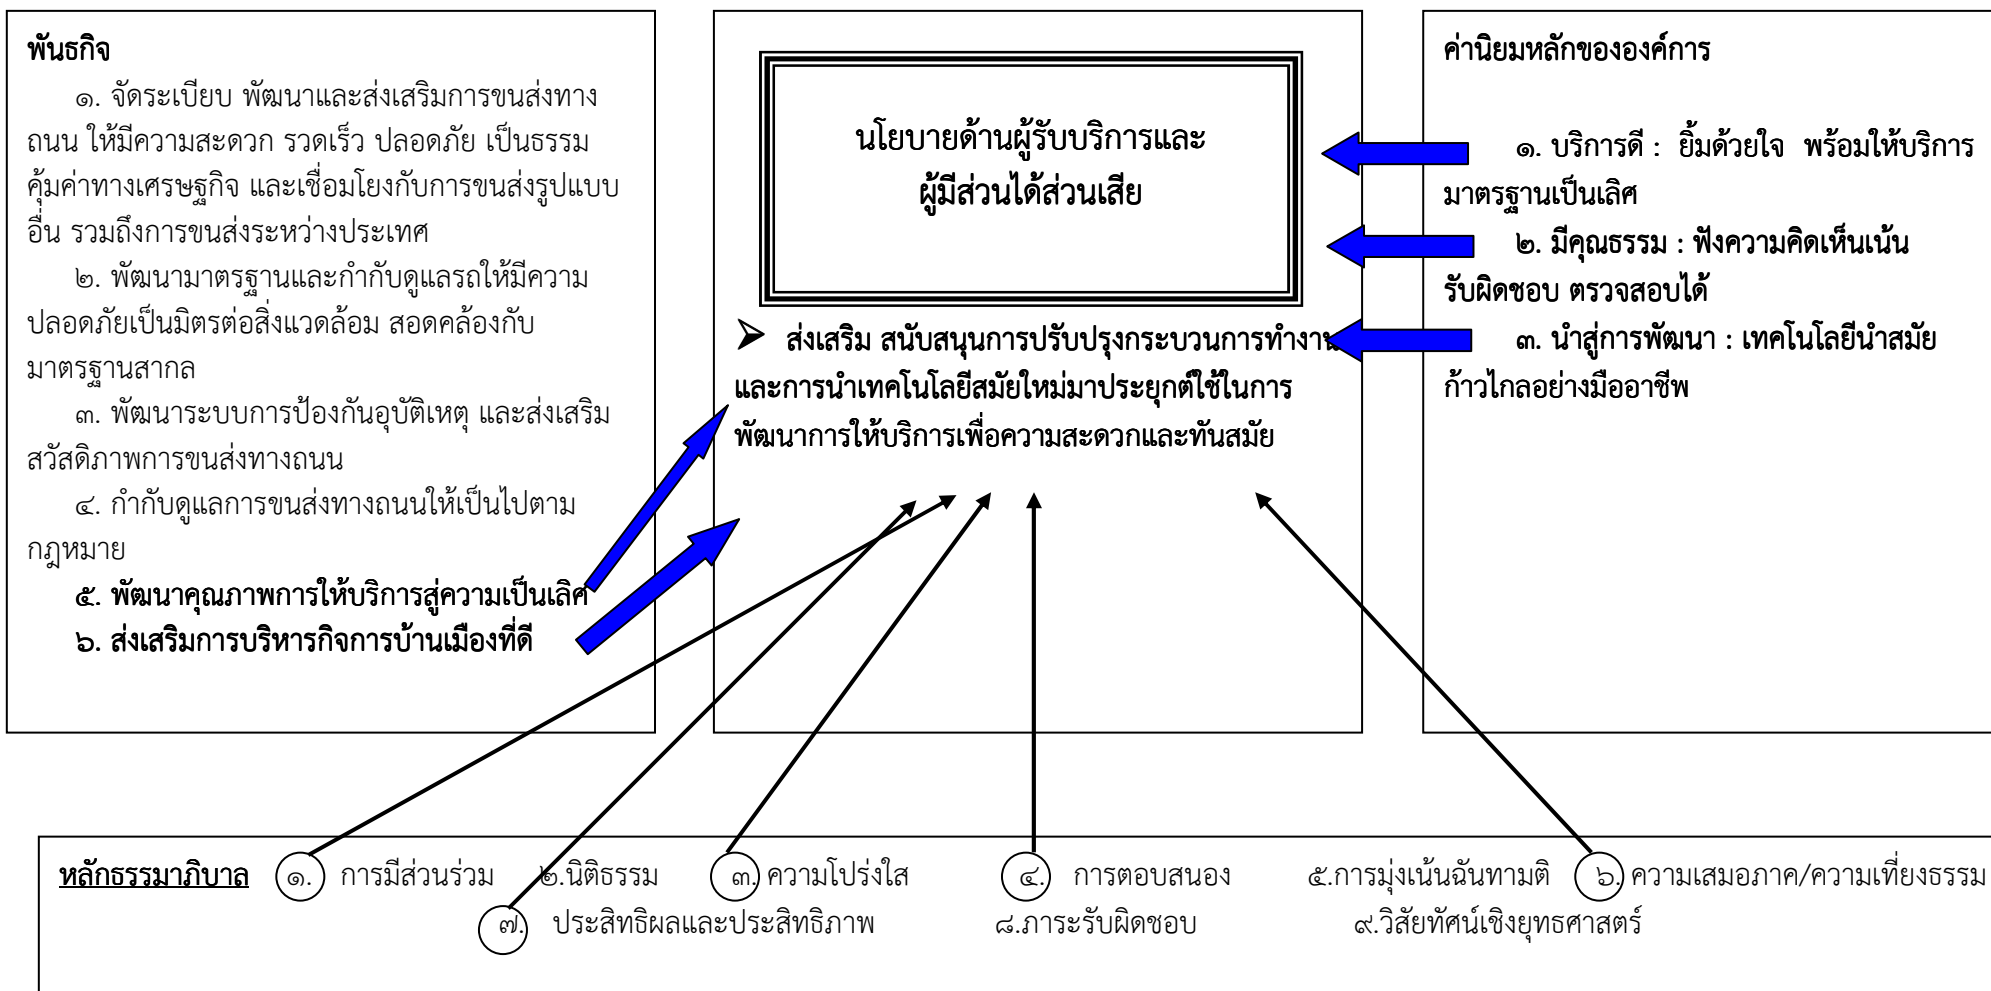 พันธกิจ
๑. จัดระเบียบ พัฒนาและส่งเสริมการขนส่งทาง
ถนน ให้มีความสะดวก รวดเร็ว ปลอดภัย เป็นธรรม
คุ้มค่าทางเศรษฐกิจ และเชื่อมโยงกับการขนส่งรูปแบบ
อื่น รวมถึงการขนส่งระหว่างประเทศ
๒. พัฒนามาตรฐานและกำกับดูแลรถให้มีความ
ปลอดภัยเป็นมิตรต่อสิ่งแวดล้อม สอดคล้องกับ
มาตรฐานสากล
๓. พัฒนาระบบการป้องกันอุบัติเหตุ และส่งเสริม
สวัสดิภาพการขนส่งทางถนน
๔. กำกับดูแลการขนส่งทางถนนให้เป็นไปตาม
กฎหมาย
๕. พัฒนาคุณภาพการให้บริการสู่ความเป็นเลิศ
๖. ส่งเสริมการบริหารกิจการบ้านเมืองที่ดี
นโยบายด้านผู้รับบริการและ
ผู้มีส่วนได้ส่วนเสีย
➢ ส่งเสริม สนับสนุนการปรับปรุงกระบวนการทำงาน
และการนำเทคโนโลยีสมัยใหม่มาประยุกต์ใช้ในการ
พัฒนาการให้บริการเพื่อความสะดวกและทันสมัย
ค่านิยมหลักขององค์การ
๑. บริการดี : ยิ้มด้วยใจ พร้อมให้บริการ
มาตรฐานเป็นเลิศ
๒. มีคุณธรรม : ฟังความคิดเห็นเน้น
รับผิดชอบ ตรวจสอบได้
๓. นำสู่การพัฒนา : เทคโนโลยีนำสมัย
ก้าวไกลอย่างมืออาชีพ
หลักธรรมาภิบาล ๑. การมีส่วนร่วม ๒.นิติธรรม ๓. ความโปร่งใส ๔. การตอบสนอง ๕.การมุ่งเน้นฉันทามติ ๖. ความเสมอภาค/ความเที่ยงธรรม
๗. ประสิทธิผลและประสิทธิภาพ ๘.ภาระรับผิดชอบ ๙.วิสัยทัศน์เชิงยุทธศาสตร์